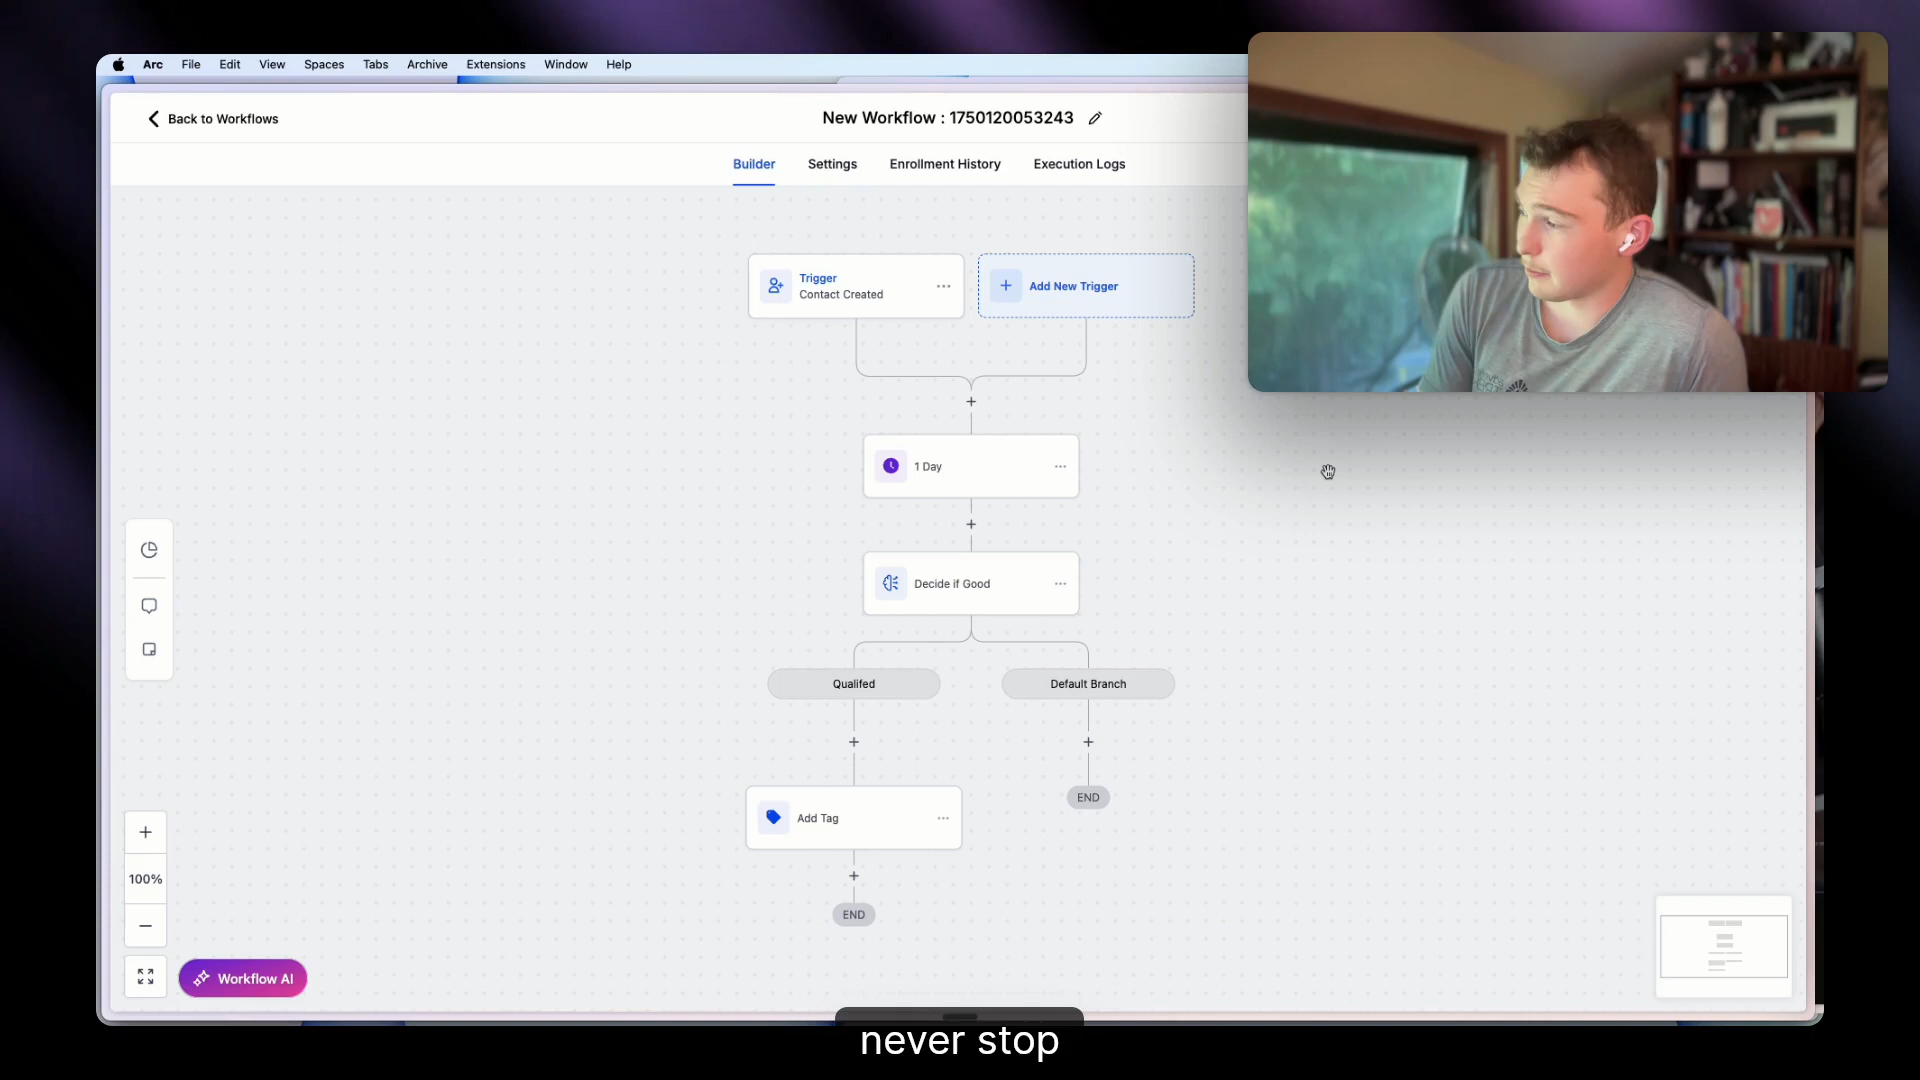 Arc File Edit View Spaces Tabs Archive Extensions Window Help
Back to Workflows
New Workflow : 1750120053243
Builder Settings Enrollment History Execution Logs
Trigger
Contact Created
Add New Trigger
1 Day
Decide if Good
Qualifed
Default Branch
Add Tag
END
END
100%
Workflow AI
never stop